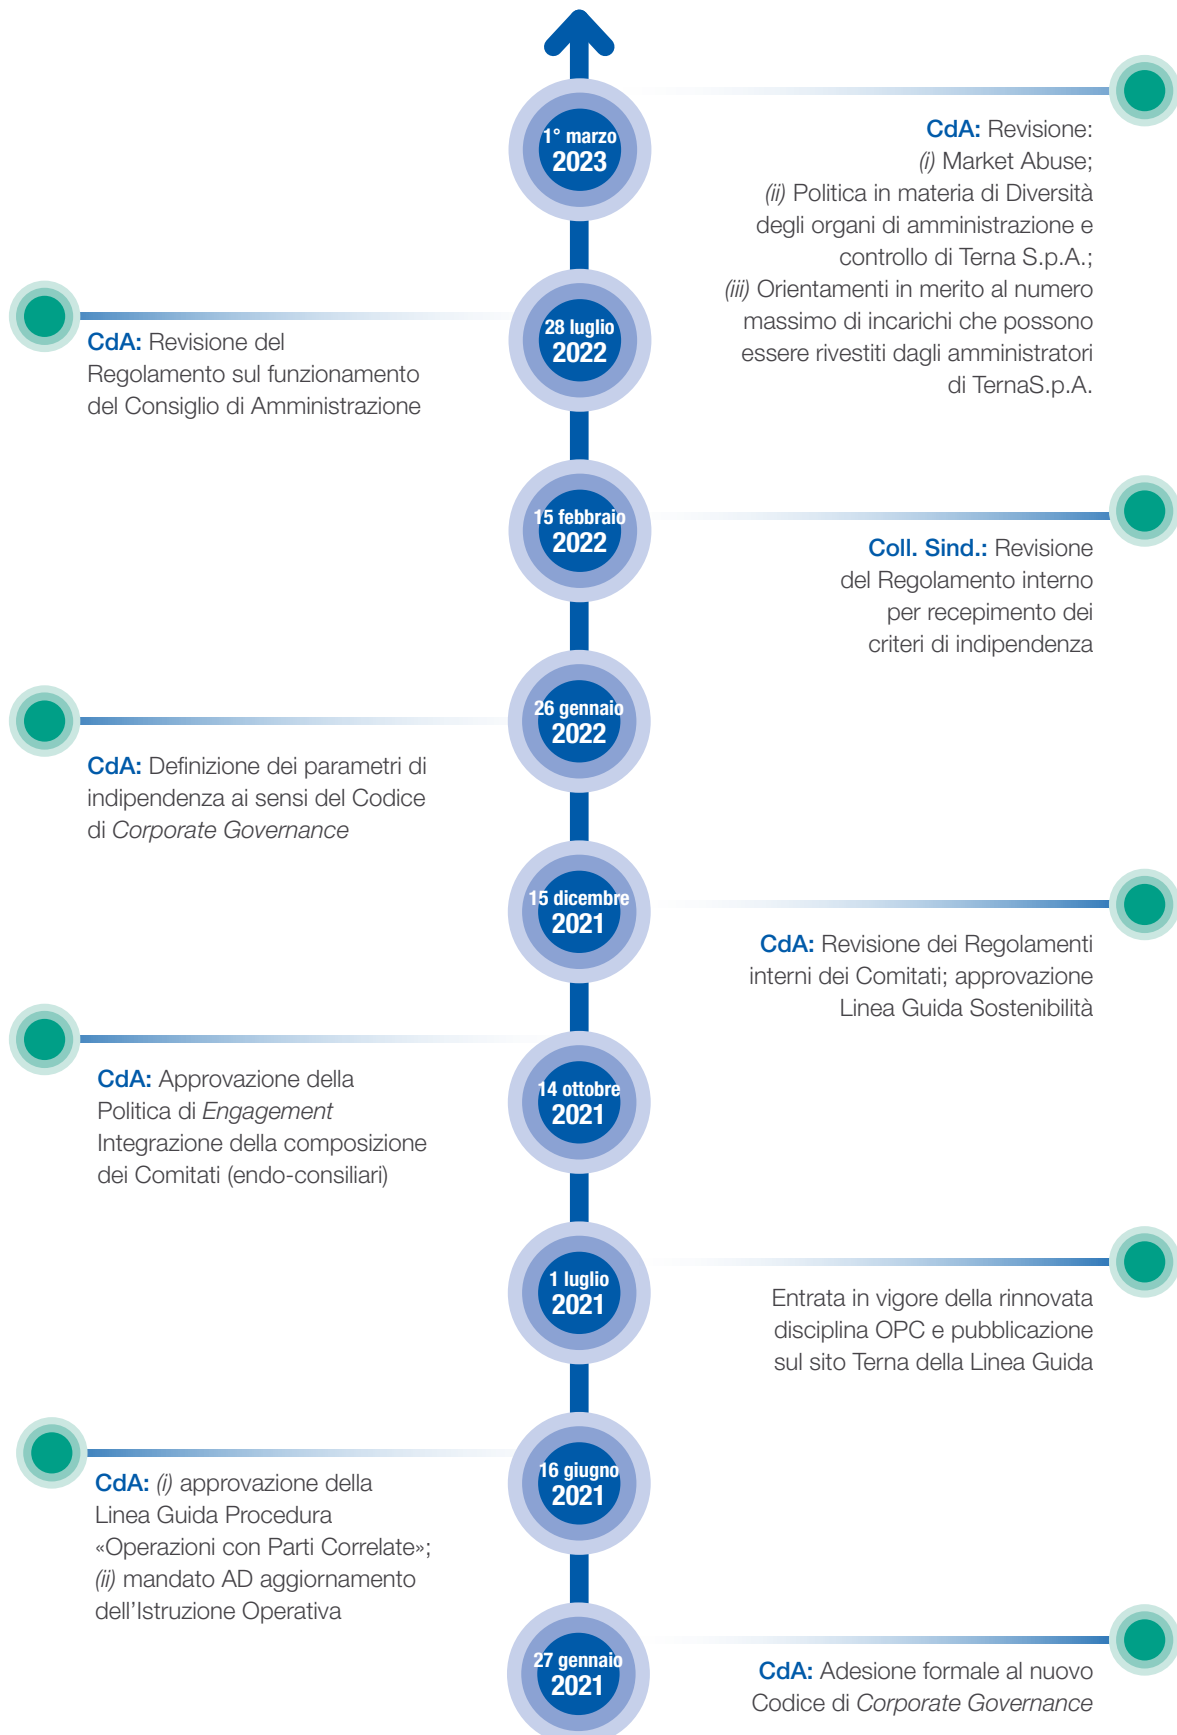 1° marzo
2023
CdA: Revisione:
(i) Market Abuse;
(ii) Politica in materia di Diversità
degli organi di amministrazione e
controllo di Terna S.p.A.;
(iii) Orientamenti in merito al numero
massimo di incarichi che possono
essere rivestiti dagli amministratori
di TernaS.p.A.
28 luglio
2022
CdA: Revisione del
Regolamento sul funzionamento
del Consiglio di Amministrazione
15 febbraio
2022
Coll. Sind.: Revisione
del Regolamento interno
per recepimento dei
criteri di indipendenza
26 gennaio
2022
CdA: Definizione dei parametri di
indipendenza ai sensi del Codice
di Corporate Governance
15 dicembre
2021
CdA: Revisione dei Regolamenti
interni dei Comitati; approvazione
Linea Guida Sostenibilità
14 ottobre
2021
CdA: Approvazione della
Politica di Engagement
Integrazione della composizione
dei Comitati (endo-consiliari)
1 luglio
2021
Entrata in vigore della rinnovata
disciplina OPC e pubblicazione
sul sito Terna della Linea Guida
16 giugno
2021
CdA: (i) approvazione della
Linea Guida Procedura
«Operazioni con Parti Correlate»;
(ii) mandato AD aggiornamento
dell’Istruzione Operativa
27 gennaio
2021
CdA: Adesione formale al nuovo
Codice di Corporate Governance